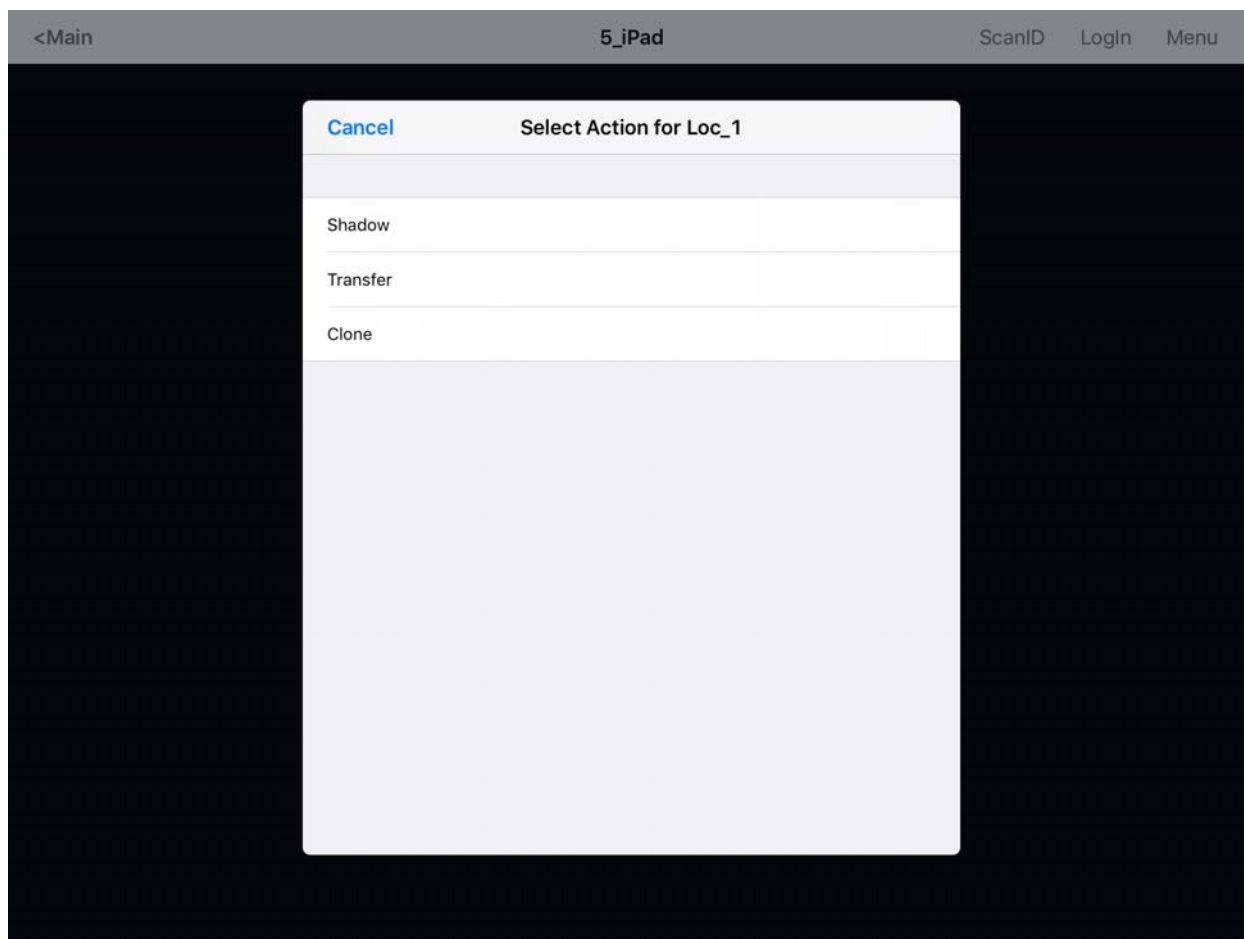 <Main 5_iPad ScanID LogIn Menu
Cancel Select Action for Loc_1
Shadow
Transfer
Clone